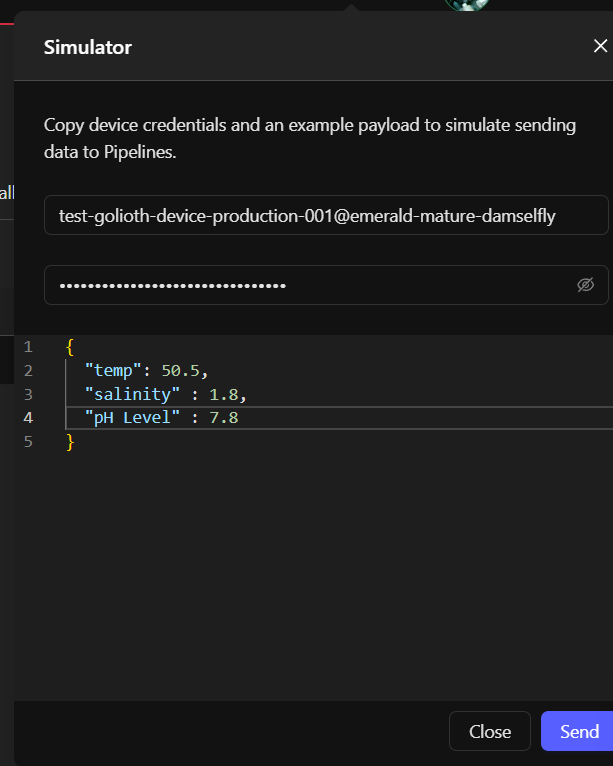 Simulator
all
Copy device credentials and an example payload to simulate sending
data to Pipelines.
test-golioth-device-production-001@emerald-mature-damselfly
••••••••••••••••••••••••••••••••
1 {
2 "temp": 50.5,
3 "salinity" : 1.8,
4 "pH Level" : 7.8
5 }
Close
Send